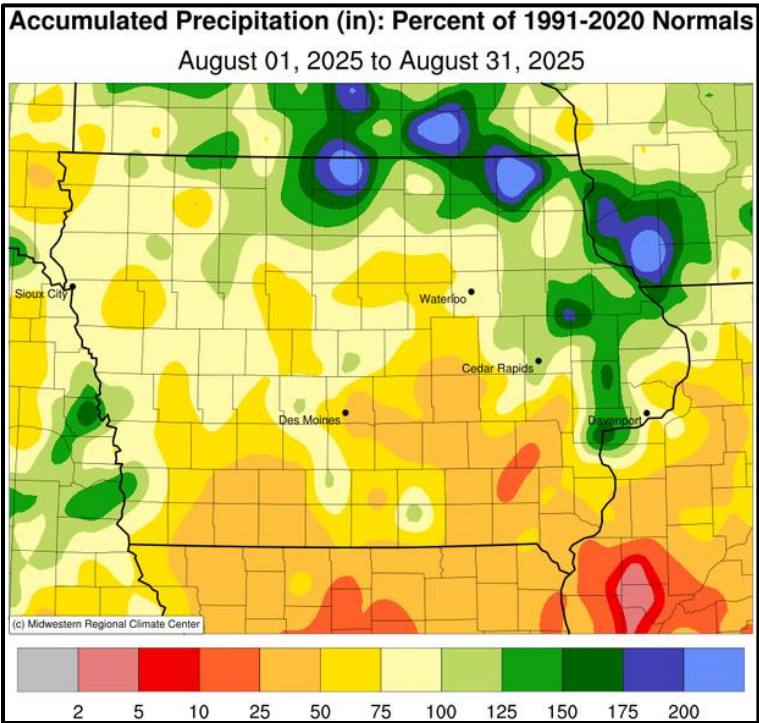 Accumulated Precipitation (in): Percent of 1991-2020 Normals
August 01, 2025 to August 31, 2025
Sioux City
Waterloo
Cedar Rapids
Des Moines
Davenport
(c) Midwestern Regional Climate Center
2 5 10 25 50 75 100 125 150 175 200